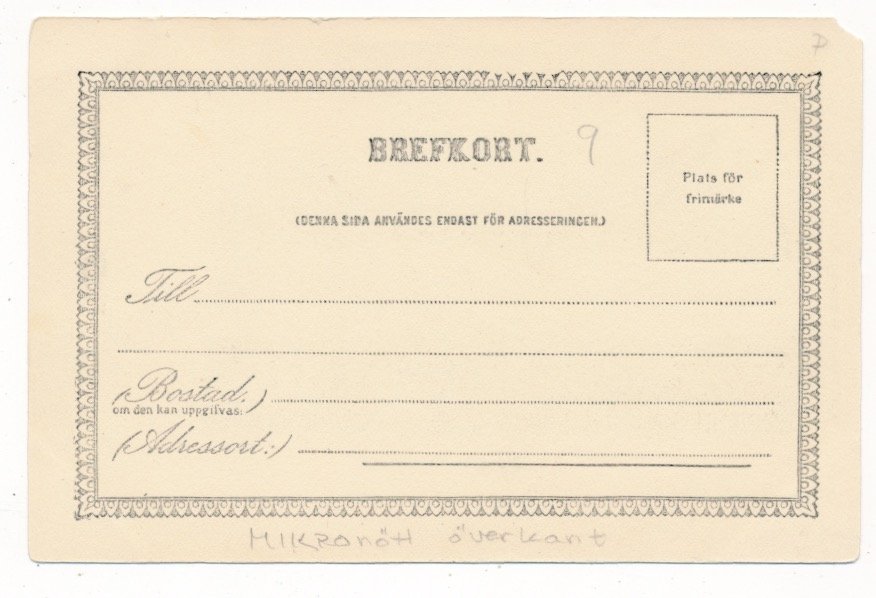 P
BREFKORT.
9
Plats för
frimärke
(DENNA SIDA ANVÄNDES ENDAST FÖR ADRESSERINGEN.)
Till
(Bostad.)
om den kan uppgifvas:
(Adressort:)
MIKRONÖTT överkant